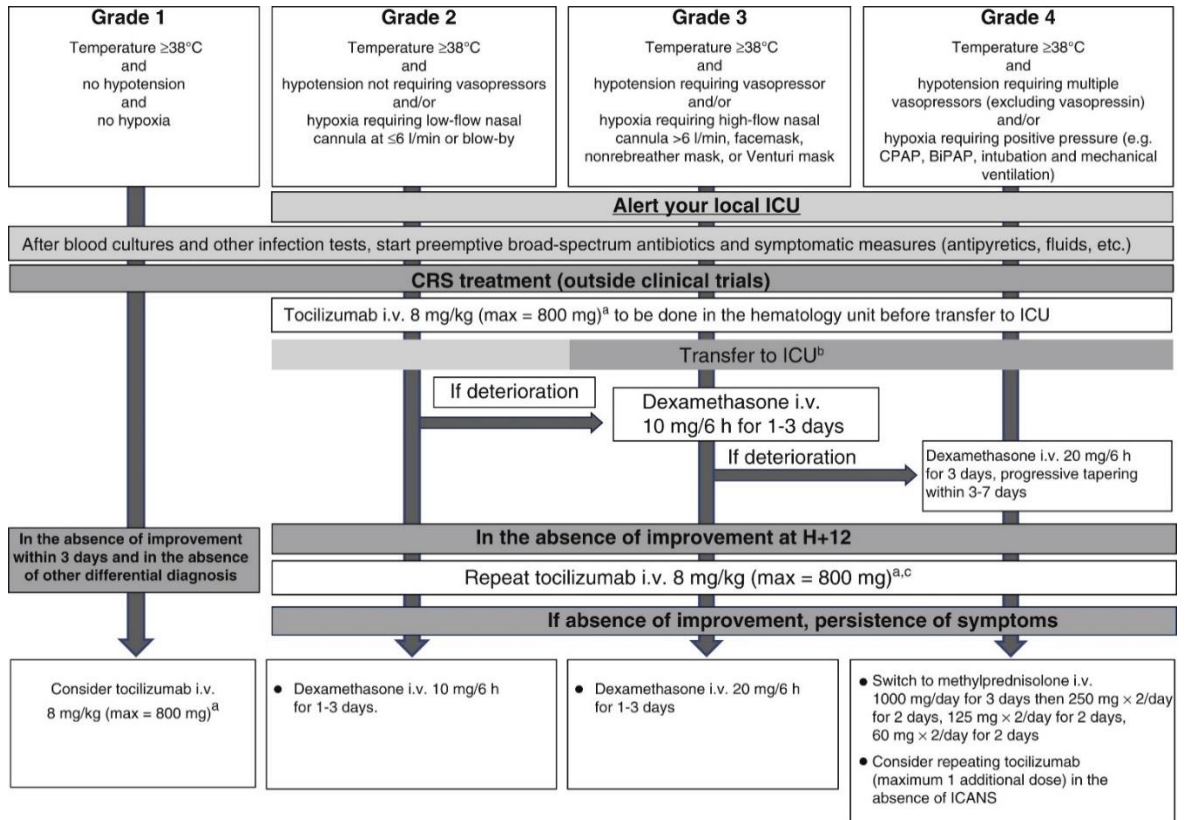 Grade 1
Temperature ≥38°C
and
no hypotension
and
no hypoxia
Grade 2
Temperature ≥38°C
and
hypotension not requiring vasopressors
and/or
hypoxia requiring low-flow nasal
cannula at ≤6 l/min or blow-by
Grade 3
Temperature ≥38°C
and
hypotension requiring vasopressor
and/or
hypoxia requiring high-flow nasal
cannula >6 l/min, facemask,
nonrebreather mask, or Venturi mask
Grade 4
Temperature ≥38°C
and
hypotension requiring multiple
vasopressors (excluding vasopressin)
and/or
hypoxia requiring positive pressure (e.g.
CPAP, BiPAP, intubation and mechanical
ventilation)
Alert your local ICU
After blood cultures and other infection tests, start preemptive broad-spectrum antibiotics and symptomatic measures (antipyretics, fluids, etc.)
CRS treatment (outside clinical trials)
Tocilizumab i.v. 8 mg/kg (max = 800 mg)ᵃ to be done in the hematology unit before transfer to ICU
Transfer to ICUᵇ
If deterioration
Dexamethasone i.v.
10 mg/6 h for 1-3 days
If deterioration
Dexamethasone i.v. 20 mg/6 h
for 3 days, progressive tapering
within 3-7 days
In the absence of improvement
within 3 days and in the absence
of other differential diagnosis
In the absence of improvement at H+12
Repeat tocilizumab i.v. 8 mg/kg (max = 800 mg)ᵃ,ᶜ
If absence of improvement, persistence of symptoms
Consider tocilizumab i.v.
8 mg/kg (max = 800 mg)ᵃ
● Dexamethasone i.v. 10 mg/6 h
for 1-3 days.
● Dexamethasone i.v. 20 mg/6 h
for 1-3 days
● Switch to methylprednisolone i.v.
1000 mg/day for 3 days then 250 mg × 2/day
for 2 days, 125 mg × 2/day for 2 days,
60 mg × 2/day for 2 days
● Consider repeating tocilizumab
(maximum 1 additional dose) in the
absence of ICANS